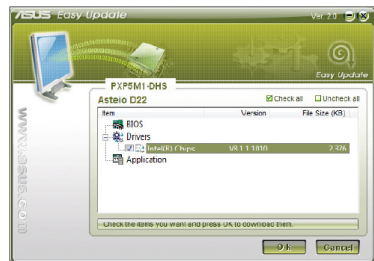 ASUS Easy Update
Ver. 2.0
Easy Update
PXP5M1-DHS
Astelo D22
Check all
Uncheck all
Item
Version
File Size (KB)
BIOS
Drivers
Intel(R) Chips
V8.1.1.1010
2,376
Application
Check the items you want and press OK to download them.
OK
Cancel
WWW.ASUS.COM